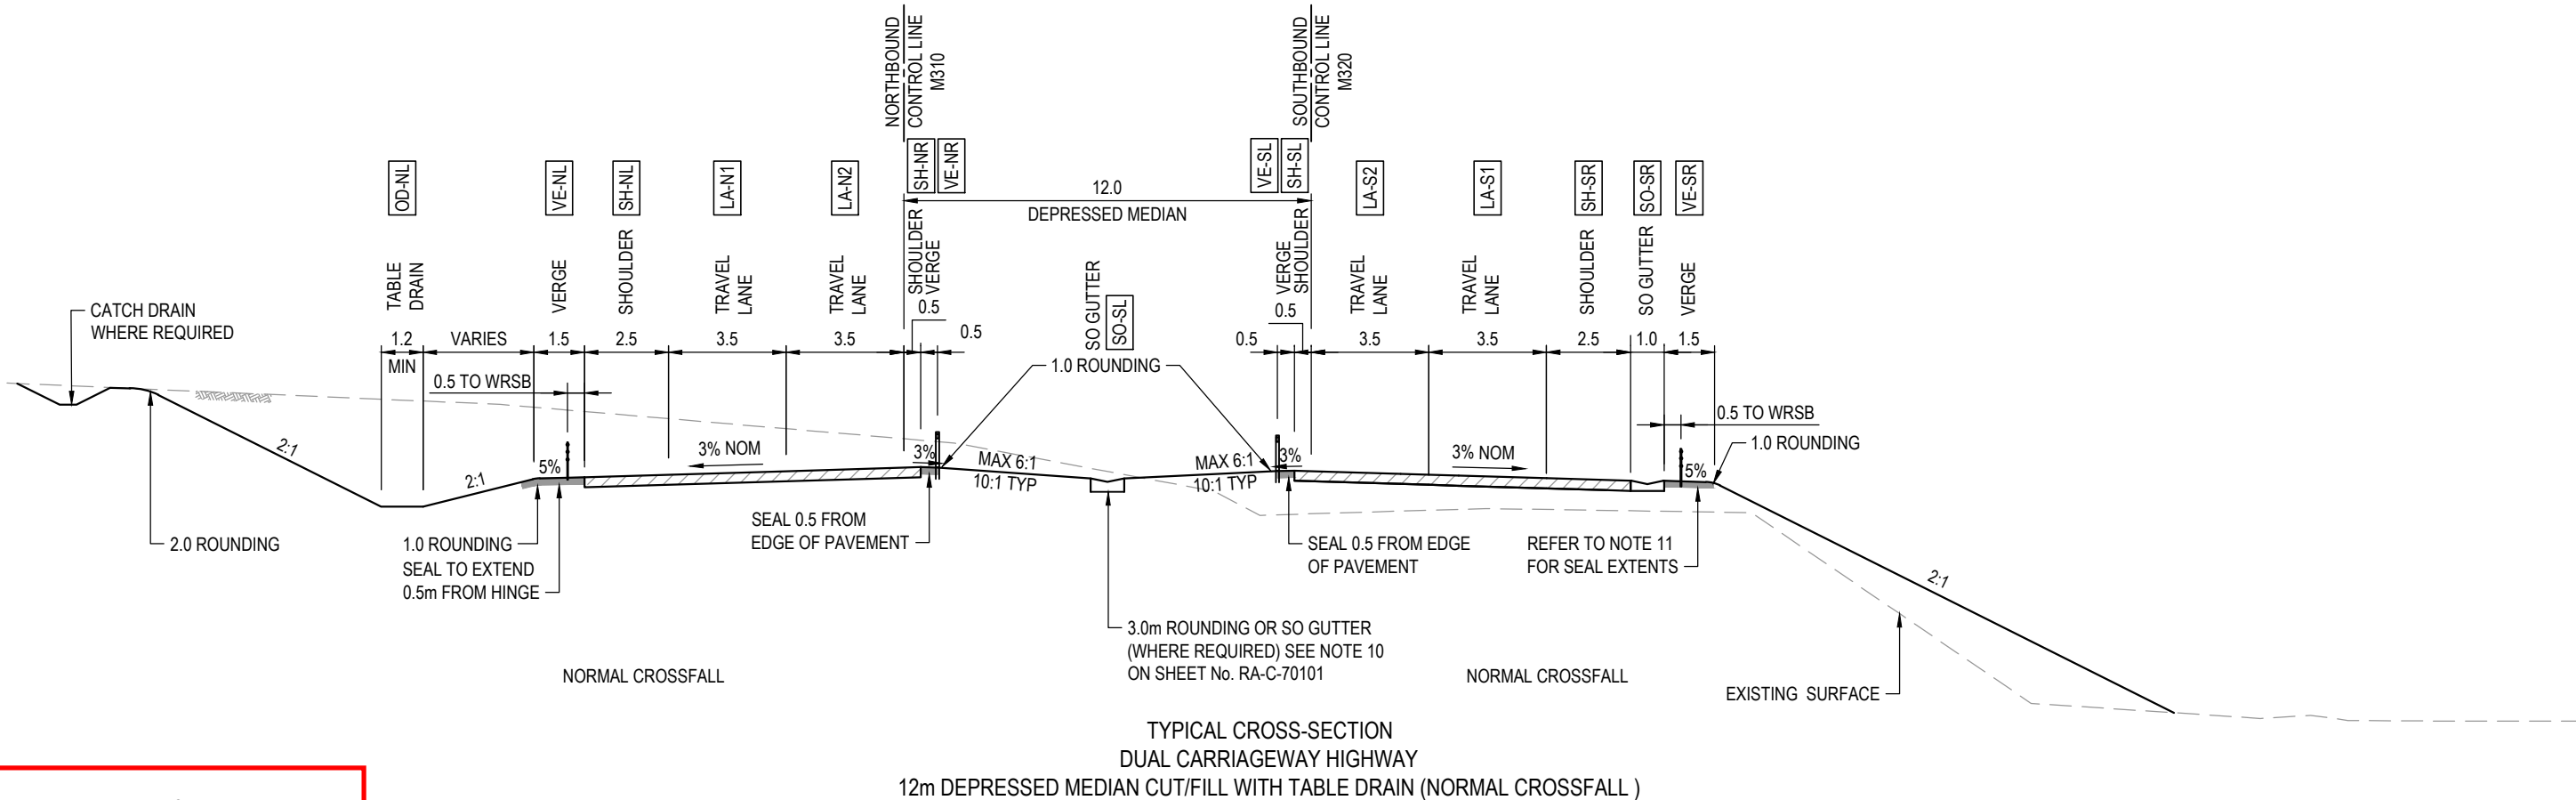 NORTHBOUND
CONTROL LINE
M310
SOUTHBOUND
CONTROL LINE
M320
OD-NL
VE-NL
SH-NL
LA-N1
LA-N2
SH-NR
VE-NR
VE-SL
SH-SL
LA-S2
LA-S1
SH-SR
SO-SR
VE-SR
12.0
DEPRESSED MEDIAN
TABLE
DRAIN
VERGE
SHOULDER
TRAVEL
LANE
TRAVEL
LANE
SHOULDER
VERGE
SO GUTTER
SO-SL
VERGE
SHOULDER
TRAVEL
LANE
TRAVEL
LANE
SHOULDER
SO GUTTER
VERGE
CATCH DRAIN
WHERE REQUIRED
1.2
MIN
VARIES
1.5
2.5
3.5
3.5
0.5
0.5
0.5
0.5
3.5
3.5
2.5
1.0
1.5
0.5 TO WRSB
1.0 ROUNDING
0.5 TO WRSB
1.0 ROUNDING
2:1
2:1
5%
3% NOM
3%
MAX 6:1
10:1 TYP
MAX 6:1
10:1 TYP
3%
3% NOM
5%
2:1
2.0 ROUNDING
1.0 ROUNDING
SEAL TO EXTEND
0.5m FROM HINGE
SEAL 0.5 FROM
EDGE OF PAVEMENT
SEAL 0.5 FROM EDGE
OF PAVEMENT
REFER TO NOTE 11
FOR SEAL EXTENTS
3.0m ROUNDING OR SO GUTTER
(WHERE REQUIRED) SEE NOTE 10
ON SHEET No. RA-C-70101
NORMAL CROSSFALL
NORMAL CROSSFALL
EXISTING SURFACE
TYPICAL CROSS-SECTION
DUAL CARRIAGEWAY HIGHWAY
12m DEPRESSED MEDIAN CUT/FILL WITH TABLE DRAIN (NORMAL CROSSFALL )